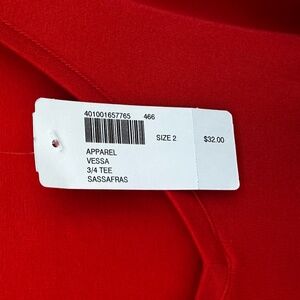 401001657765 466
SIZE 2 $32.00
APPAREL
VESSA
3/4 TEE
SASSAFRAS